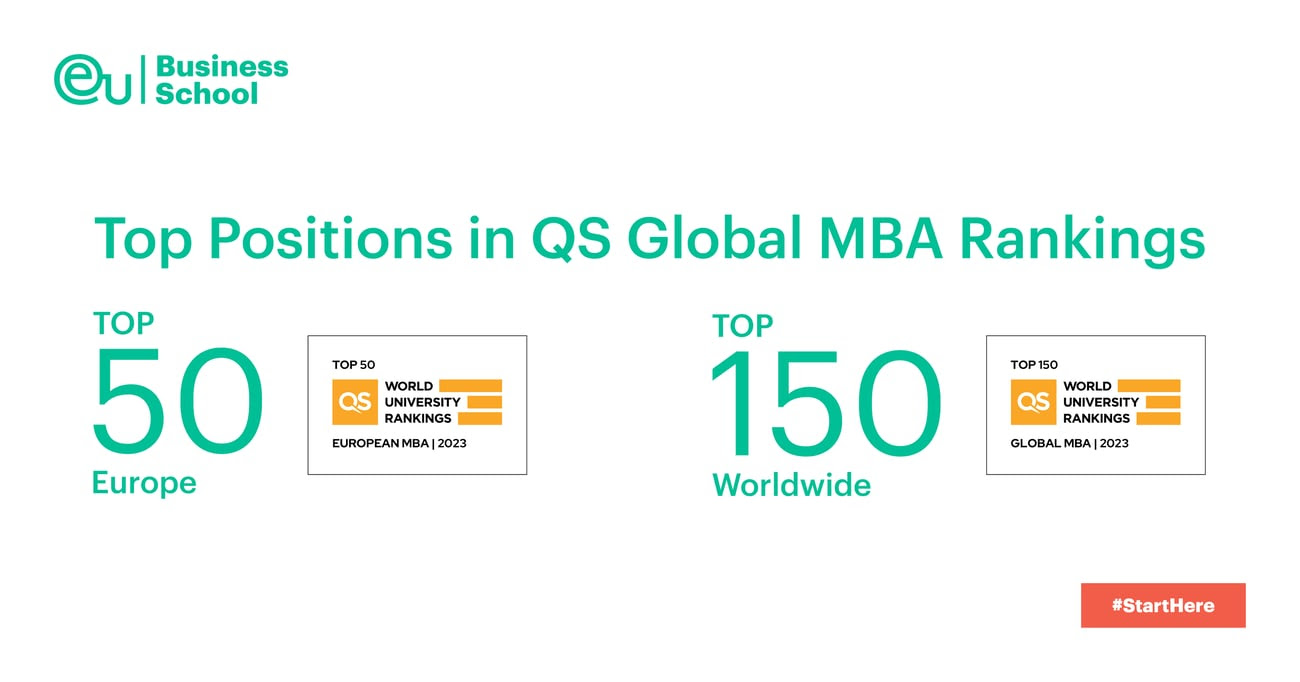 eu Business
School
Top Positions in QS Global MBA Rankings
TOP
50
Europe
TOP 50
QS WORLD
UNIVERSITY
RANKINGS
EUROPEAN MBA | 2023
TOP
150
Worldwide
TOP 150
QS WORLD
UNIVERSITY
RANKINGS
GLOBAL MBA | 2023
#StartHere